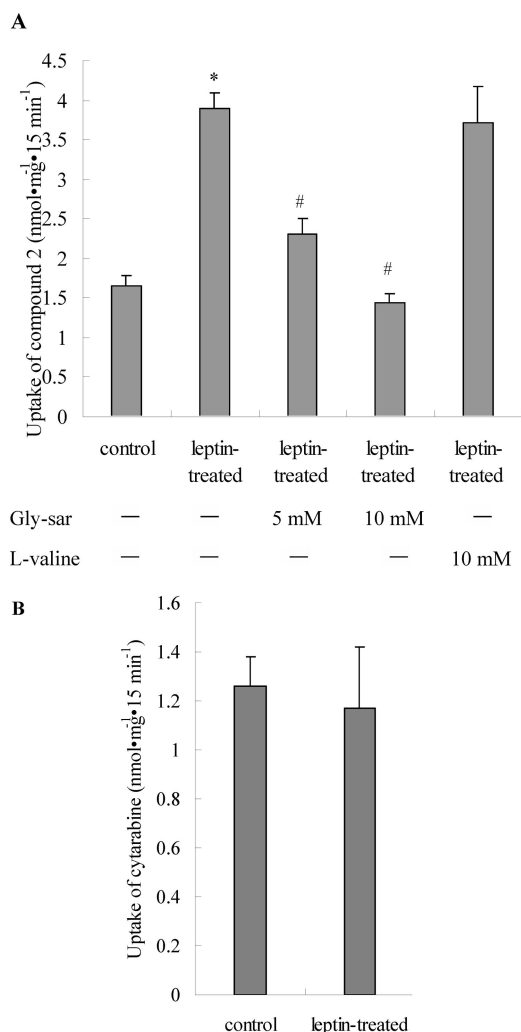 A
Uptake of compound 2 (nmol•mg-1•15 min-1)
4.5
4
3.5
3
2.5
2
1.5
1
0.5
0
*
#
#
control leptin-treated leptin-treated leptin-treated leptin-treated
Gly-sar — — 5 mM 10 mM —
L-valine — — — — 10 mM
B
Uptake of cytarabine (nmol•mg-1•15 min-1)
1.6
1.4
1.2
1
0.8
0.6
0.4
0.2
0
control leptin-treated